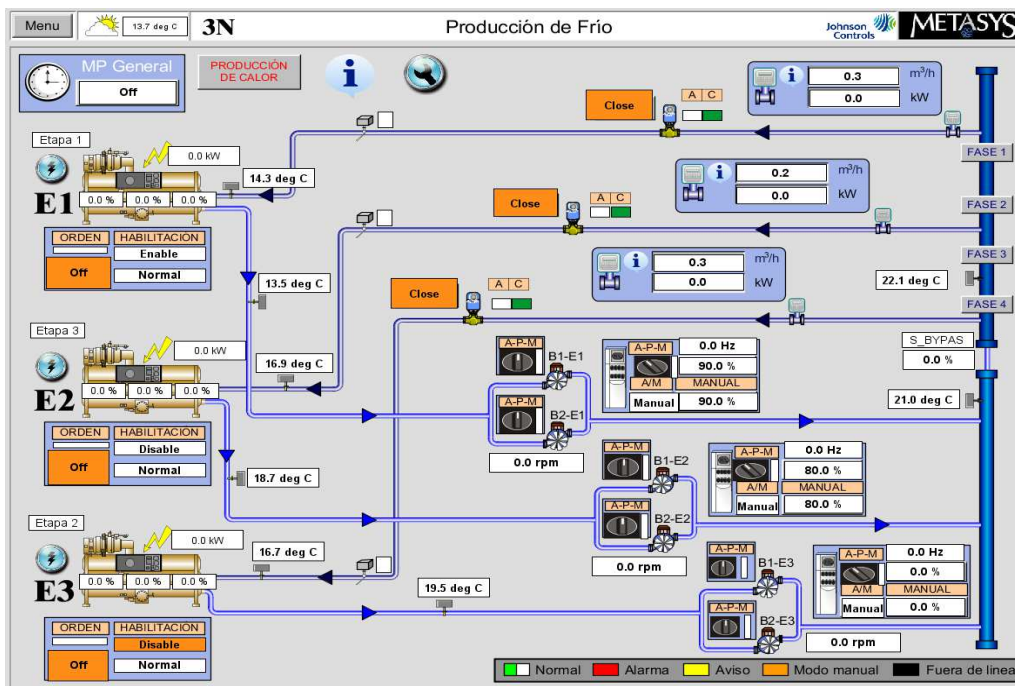 Menu
13.7 deg C
3N
Producción de Frío
Johnson Controls
METASYS
MP General
Off
PRODUCCIÓN
DE CALOR
i
Close
A C
i
0.3 m³/h
0.0 kW
FASE 1
Etapa 1
0.0 kW
14.3 deg C
E1
0.0 % 0.0 % 0.0 %
Close
A C
i
0.2 m³/h
0.0 kW
FASE 2
ORDEN HABILITACIÓN
Enable
Off
Normal
13.5 deg C
Close
A C
i
0.3 m³/h
0.0 kW
FASE 3
22.1 deg C
FASE 4
Etapa 3
0.0 kW
16.9 deg C
E2
0.0 % 0.0 % 0.0 %
A-P-M
B1-E1
A-P-M
B2-E1
0.0 rpm
A-P-M
0.0 Hz
90.0 %
A/M MANUAL
Manual 90.0 %
S_BYPAS
0.0 %
21.0 deg C
ORDEN HABILITACIÓN
Disable
Off
Normal
18.7 deg C
A-P-M
B1-E2
A-P-M
B2-E2
0.0 rpm
A-P-M
0.0 Hz
80.0 %
A/M MANUAL
Manual 80.0 %
Etapa 2
0.0 kW
16.7 deg C
E3
0.0 % 0.0 % 0.0 %
19.5 deg C
A-P-M
B1-E3
A-P-M
B2-E3
0.0 rpm
A-P-M
0.0 Hz
0.0 %
A/M MANUAL
Manual 0.0 %
ORDEN HABILITACIÓN
Disable
Off
Normal
Normal Alarma Aviso Modo manual Fuera de linea